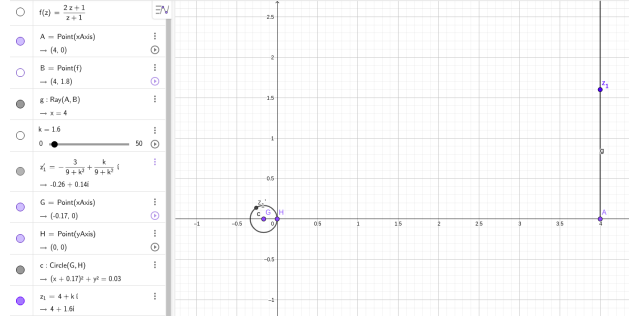 f(z) = (2 z + 1)/(z + 1)
A = Point(xAxis)
→ (4, 0)
B = Point(f)
→ (4, 1.8)
g : Ray(A, B)
→ x = 4
k = 1.6
0 50
z₁′ = − 3/(9 + k²) + k/(9 + k²) i
→ -0.26 + 0.14i
G = Point(xAxis)
→ (-0.17, 0)
H = Point(yAxis)
→ (0, 0)
c : Circle(G, H)
→ (x + 0.17)² + y² = 0.03
z₁ = 4 + k i
→ 4 + 1.6i
2.5
2
z₁
1.5
1
g
0.5
c G H A
−1 −0.5 0 0.5 1 1.5 2 2.5 3 3.5 4
−0.5
−1